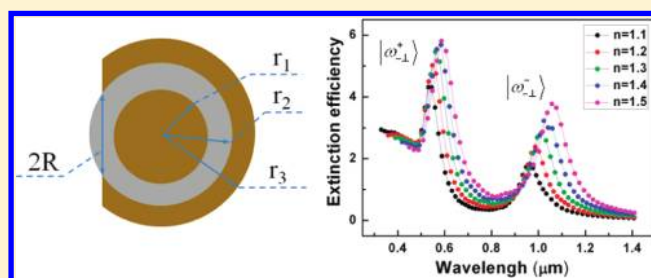 r₁
r₂
r₃
2R
Extinction efficiency
6
4
2
0
|ω₋⊥⁺⟩
|ω₋⊥⁻⟩
n=1.1
n=1.2
n=1.3
n=1.4
n=1.5
0.4 0.6 0.8 1.0 1.2 1.4
Wavelengh (μm)